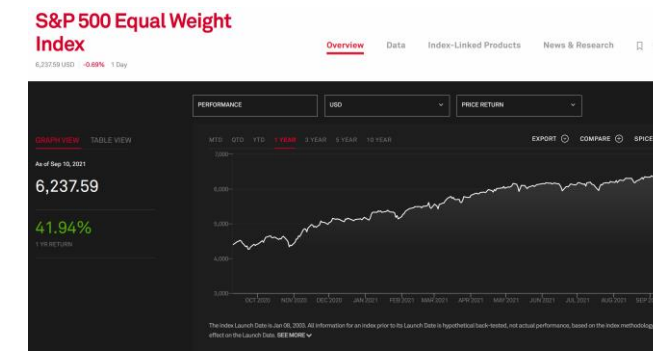 S&P 500 Equal Weight
Index
6,237.59 USD -0.69% 1 Day
Overview Data Index-Linked Products News & Research
PERFORMANCE USD PRICE RETURN
GRAPH VIEW TABLE VIEW
MTD QTD YTD 1 YEAR 3 YEAR 5 YEAR 10 YEAR EXPORT COMPARE SPICE
As of Sep 10, 2021
6,237.59
41.94%
1 YR RETURN
7,000
6,000
5,000
4,000
3,000
OCT 2020 NOV 2020 DEC 2020 JAN 2021 FEB 2021 MAR 2021 APR 2021 MAY 2021 JUN 2021 JUL 2021 AUG 2021 SEP 2
The index Launch Date is Jan 08, 2003. All information for an index prior to its Launch Date is hypothetical back-tested, not actual performance, based on the index methodology
effect on the Launch Date. SEE MORE